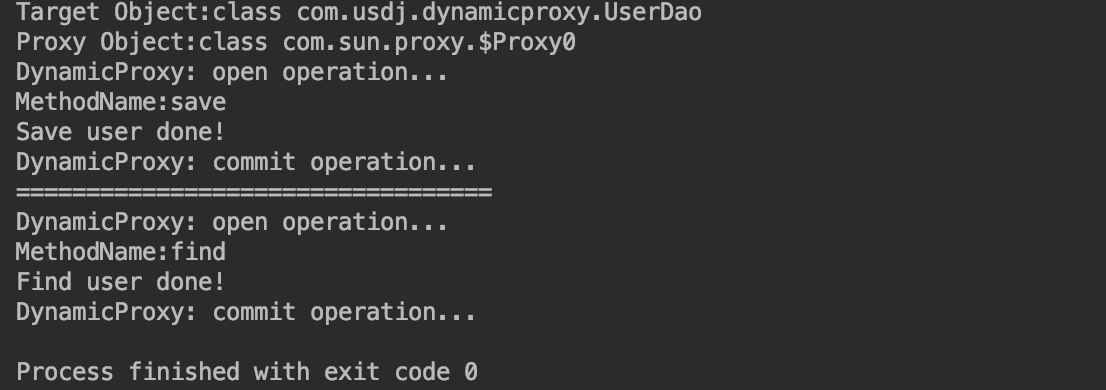 Target Object:class com.usdj.dynamicproxy.UserDao
Proxy Object:class com.sun.proxy.$Proxy0
DynamicProxy: open operation...
MethodName:save
Save user done!
DynamicProxy: commit operation...
==================================
DynamicProxy: open operation...
MethodName:find
Find user done!
DynamicProxy: commit operation...
Process finished with exit code 0